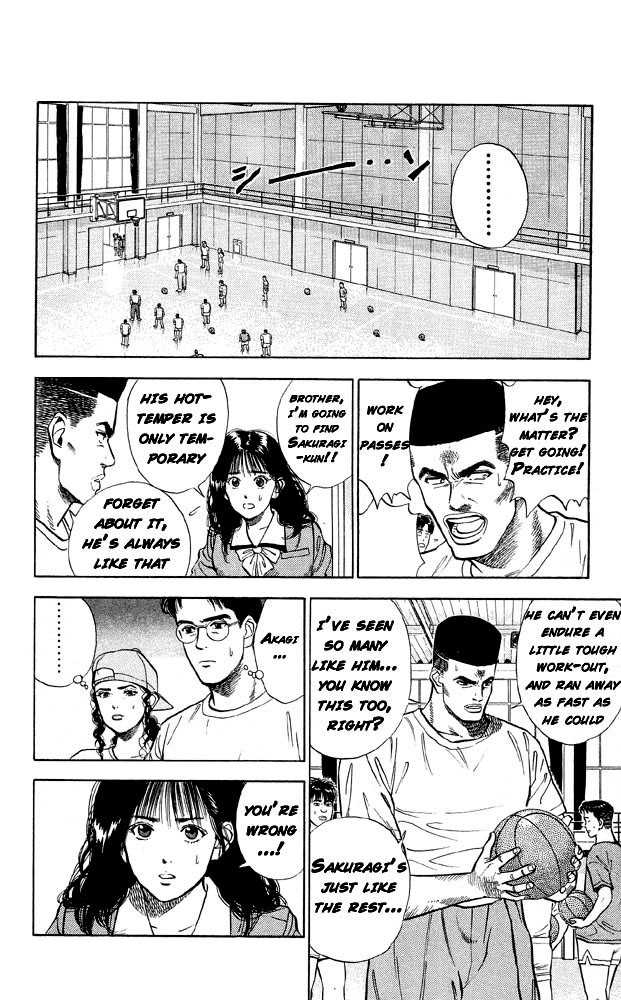 シーーン
.........
HEY,
WHAT'S THE
MATTER?
GET GOING!
PRACTICE!
WORK
ON
PASSES
!
BROTHER,
I'M GOING
TO FIND
SAKURAGI
-KUN!!
HIS HOT-
TEMPER IS
ONLY TEM-
PORARY
FORGET
ABOUT IT,
HE'S ALWAYS
LIKE THAT
HE CAN'T EVEN
ENDURE A
LITTLE TOUGH
WORK-OUT,
AND RAN AWAY
AS FAST AS
HE COULD
I'VE SEEN
SO MANY
LIKE HIM...
YOU KNOW
THIS TOO,
RIGHT?
SAKURAGI'S
JUST LIKE
THE REST...
AKAGI
...
.......
YOU'RE
WRONG
...!